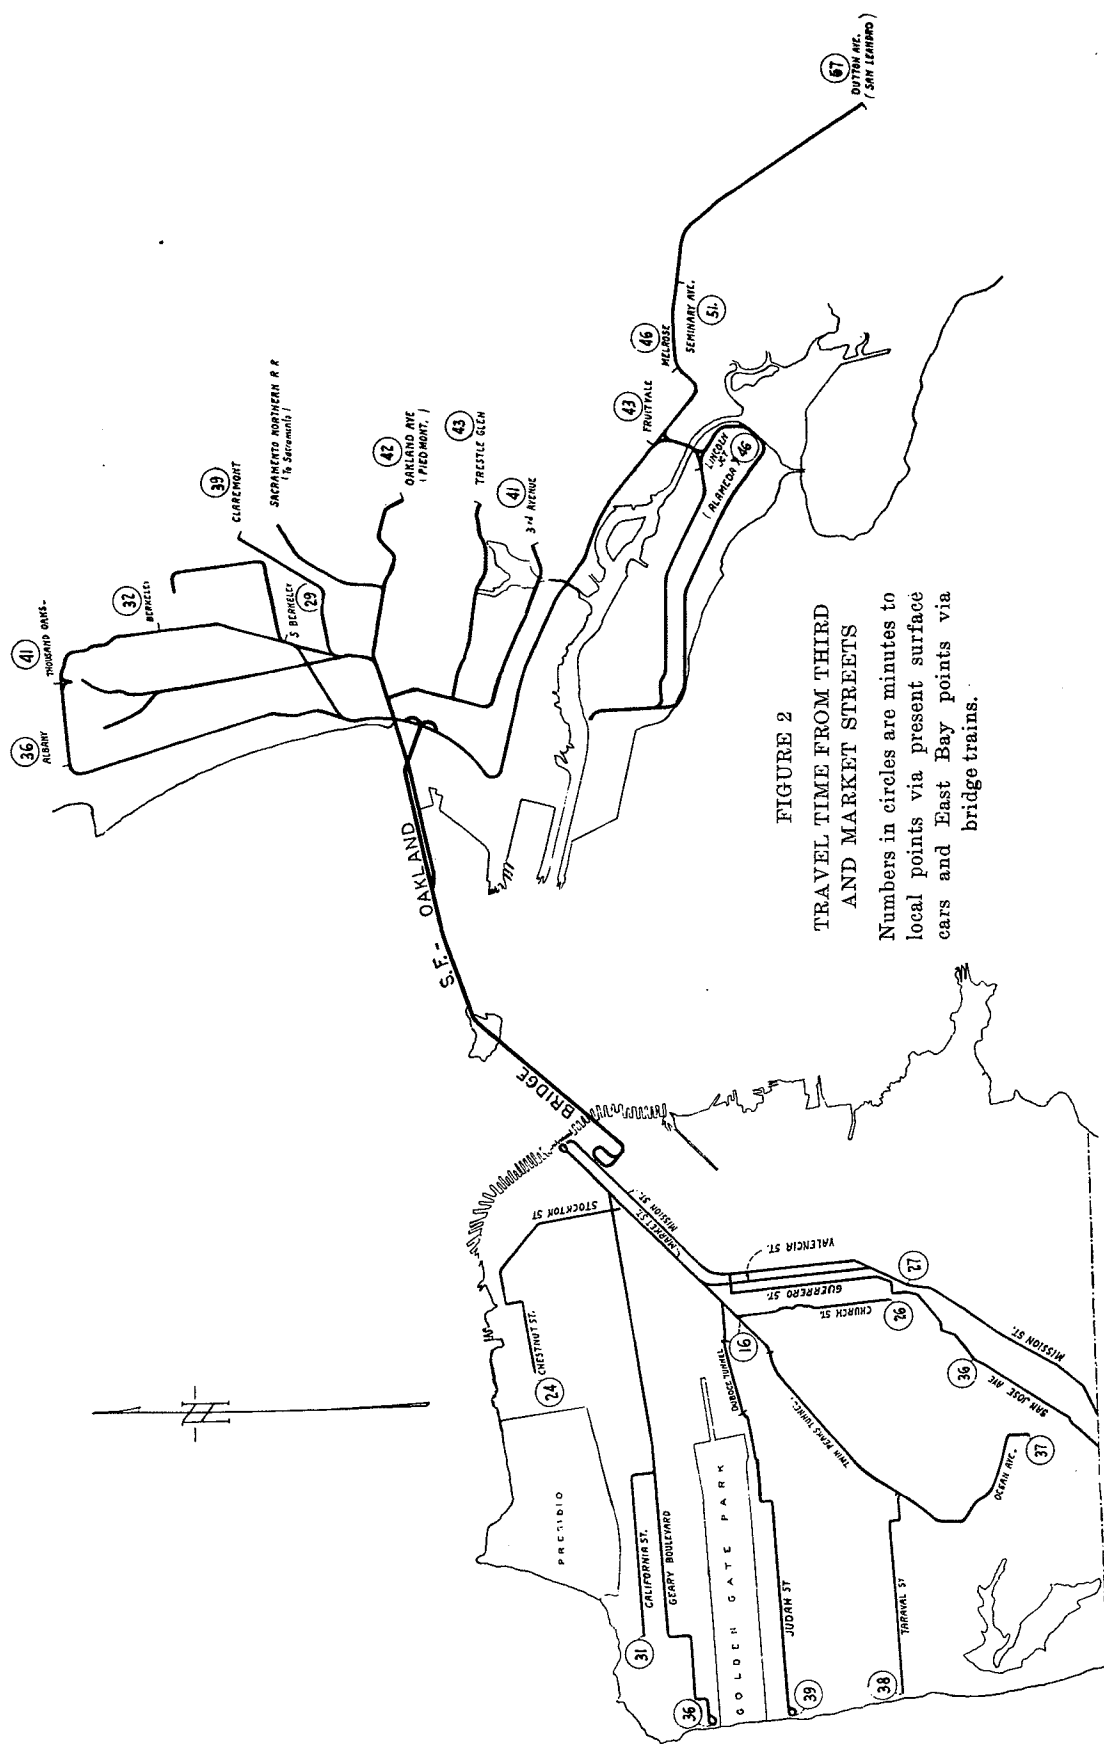 36
ALBANY
41
THOUSAND OAKS-
32
BERKELEY
S BERKELEY
29
39
CLAREMONT
SACRAMENTO NORTHERN R R
(To Sacramento)
42
OAKLAND AVE
(PIEDMONT.)
43
TRESTLE GLEN
41
3rd AVENUE
43
FRUITVALE
46
MELROSE
SEMINARY AVE.
51.
67
DUTTON AVE.
(SAN LEANDRO)
LINCOLN
JCT
(ALAMEDA)
46
S.F.- OAKLAND
BRIDGE
FIGURE 2
TRAVEL TIME FROM THIRD
AND MARKET STREETS
Numbers in circles are minutes to
local points via present surface
cars and East Bay points via
bridge trains.
N
STOCKTON ST
CHESTNUT ST.
24
PRESIDIO
MARKET ST.
MISSION ST.
CALIFORNIA ST.
31
GEARY BOULEVARD
36
GOLDEN GATE PARK
DUBOCE TUNNEL
16
JUDAH ST
39
TWIN PEAKS TUNNEL.
TARAVAL ST
38
OCEAN AVE.
37
VALENCIA ST.
GUERRERO ST.
CHURCH ST.
26
27
36
SAN JOSE AVE
MISSION ST.